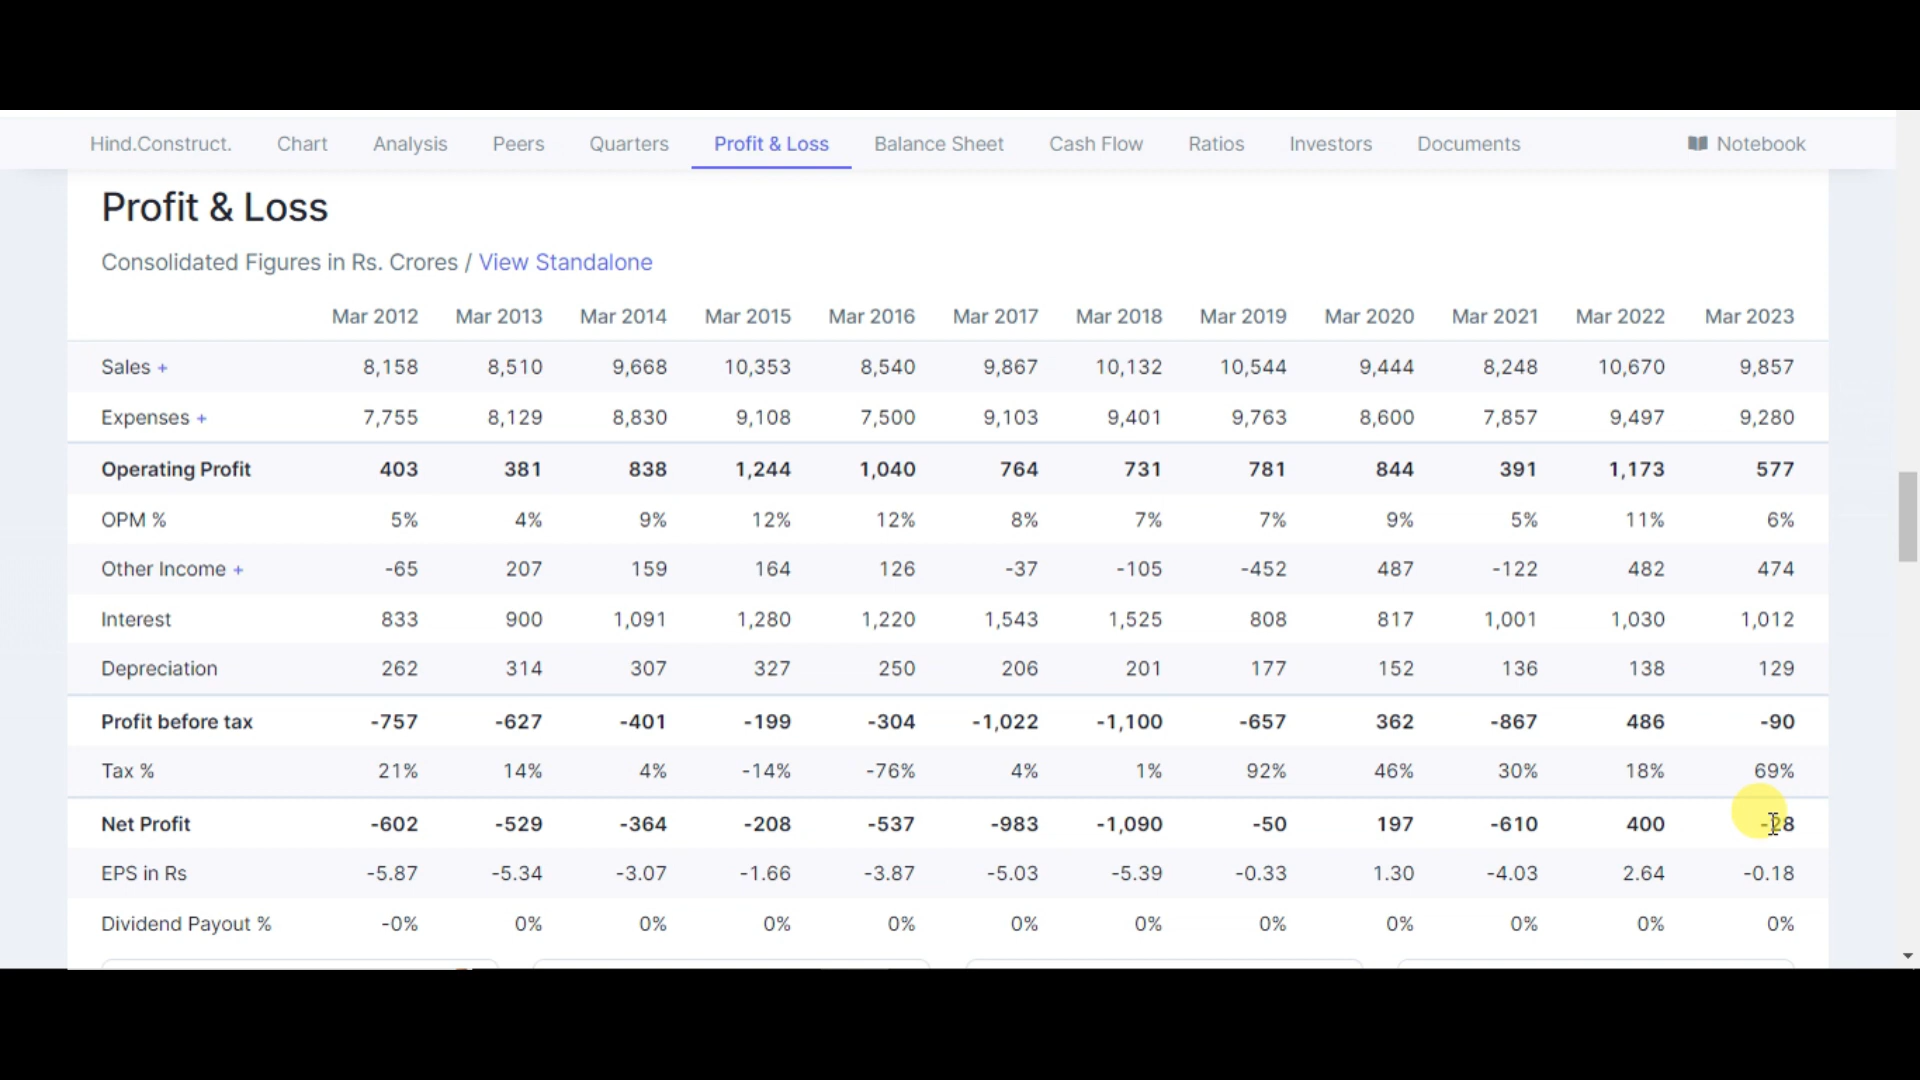 Hind.Construct. Chart Analysis Peers Quarters Profit & Loss Balance Sheet Cash Flow Ratios Investors Documents Notebook
Profit & Loss
Consolidated Figures in Rs. Crores / View Standalone
Mar 2012 Mar 2013 Mar 2014 Mar 2015 Mar 2016 Mar 2017 Mar 2018 Mar 2019 Mar 2020 Mar 2021 Mar 2022 Mar 2023
Sales + 8,158 8,510 9,668 10,353 8,540 9,867 10,132 10,544 9,444 8,248 10,670 9,857
Expenses + 7,755 8,129 8,830 9,108 7,500 9,103 9,401 9,763 8,600 7,857 9,497 9,280
Operating Profit 403 381 838 1,244 1,040 764 731 781 844 391 1,173 577
OPM % 5% 4% 9% 12% 12% 8% 7% 7% 9% 5% 11% 6%
Other Income + -65 207 159 164 126 -37 -105 -452 487 -122 482 474
Interest 833 900 1,091 1,280 1,220 1,543 1,525 808 817 1,001 1,030 1,012
Depreciation 262 314 307 327 250 206 201 177 152 136 138 129
Profit before tax -757 -627 -401 -199 -304 -1,022 -1,100 -657 362 -867 486 -90
Tax % 21% 14% 4% -14% -76% 4% 1% 92% 46% 30% 18% 69%
Net Profit -602 -529 -364 -208 -537 -983 -1,090 -50 197 -610 400 -28
EPS in Rs -5.87 -5.34 -3.07 -1.66 -3.87 -5.03 -5.39 -0.33 1.30 -4.03 2.64 -0.18
Dividend Payout % -0% 0% 0% 0% 0% 0% 0% 0% 0% 0% 0% 0%